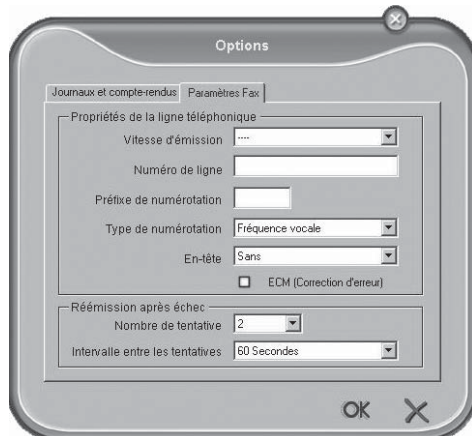 Options
Journaux et compte-rendus Paramètres Fax
Propriétés de la ligne téléphonique
Vitesse d'émission ----
Numéro de ligne
Préfixe de numérotation
Type de numérotation Fréquence vocale
En-tête Sans
ECM (Correction d'erreur)
Réémission après échec
Nombre de tentative 2
Intervalle entre les tentatives 60 Secondes
OK